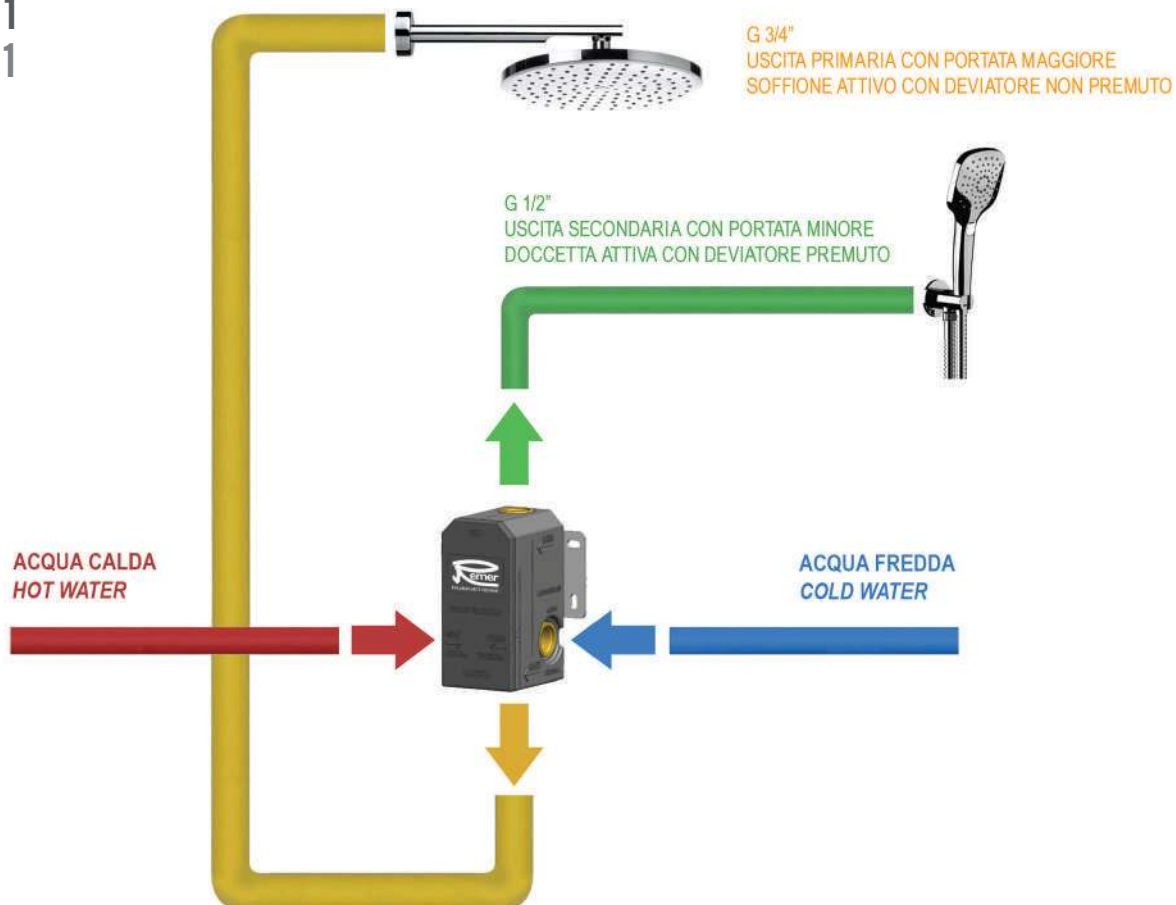 1
1
G 3/4"
USCITA PRIMARIA CON PORTATA MAGGIORE
SOFFIONE ATTIVO CON DEVIATORE NON PREMUTO
G 1/2"
USCITA SECONDARIA CON PORTATA MINORE
DOCCETTA ATTIVA CON DEVIATORE PREMUTO
ACQUA CALDA
HOT WATER
Remer
ACQUA FREDDA
COLD WATER